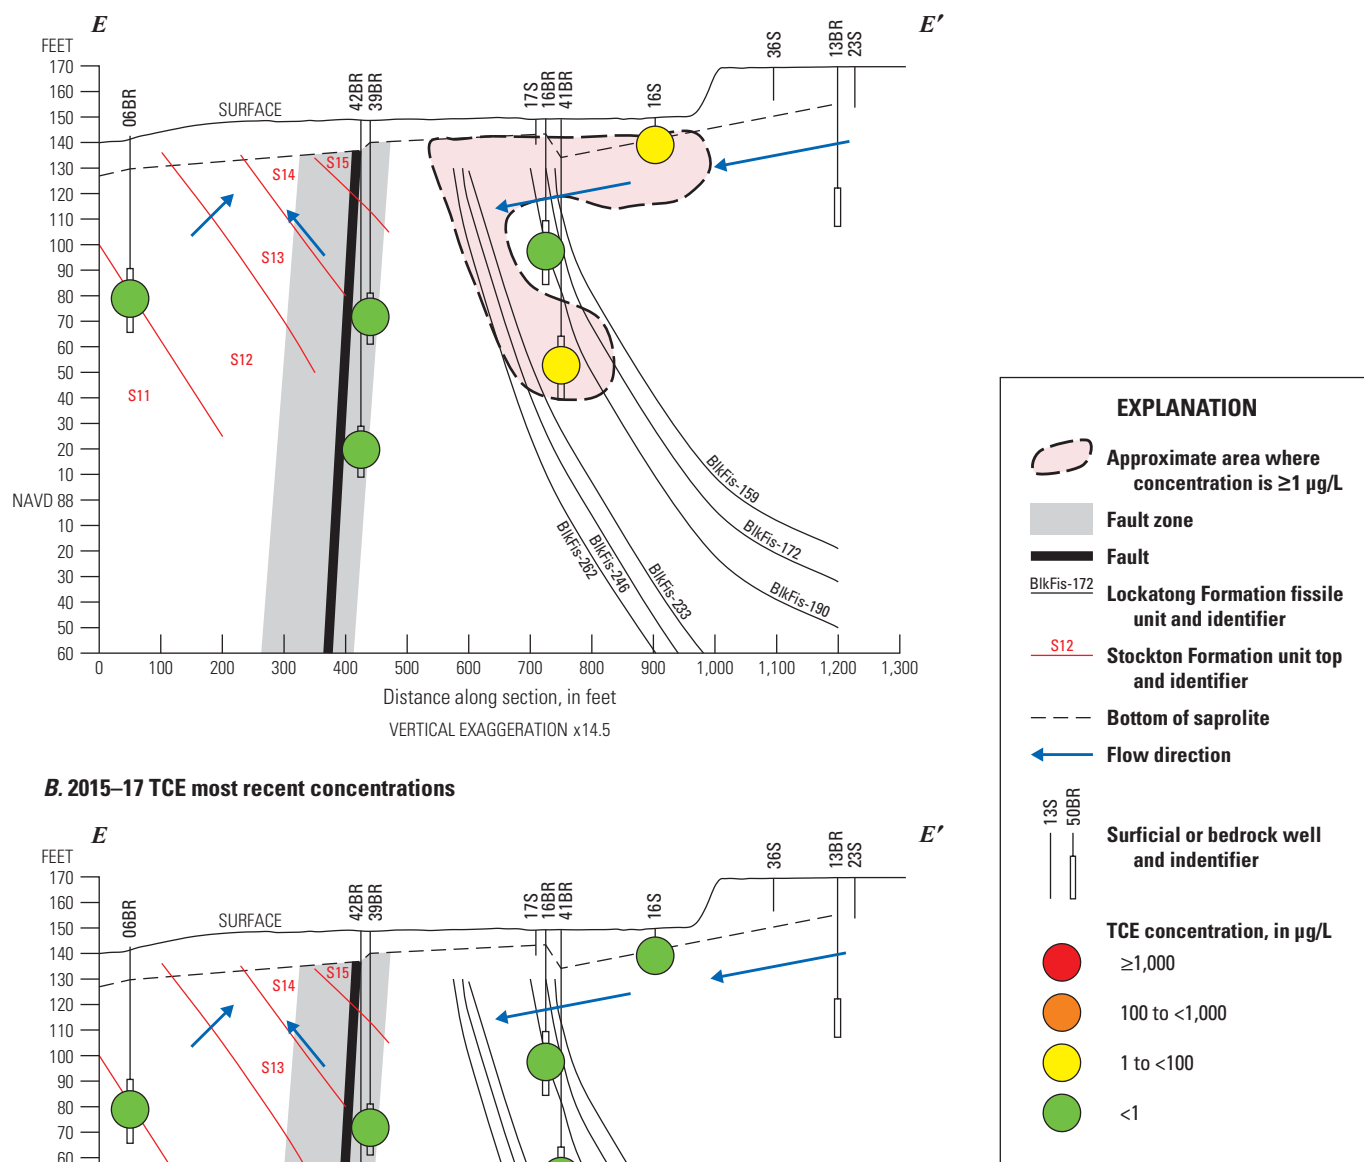 E
E′
FEET
170
160
150
140
130
120
110
100
90
80
70
60
50
40
30
20
10
NAVD 88
10
20
30
40
50
60
06BR
SURFACE
42BR
39BR
17S
16BR
41BR
16S
36S
13BR
23S
S15
S14
S13
S12
S11
BlkFis-159
BlkFis-172
BlkFis-190
BlkFis-233
BlkFis-246
BlkFis-262
0 100 200 300 400 500 600 700 800 900 1,000 1,100 1,200 1,300
Distance along section, in feet
VERTICAL EXAGGERATION x14.5
B. 2015–17 TCE most recent concentrations
E
E′
FEET
170
160
150
140
130
120
110
100
90
80
70
60
06BR
SURFACE
42BR
39BR
17S
16BR
41BR
16S
36S
13BR
23S
S15
S14
S13
EXPLANATION
Approximate area where
concentration is ≥1 µg/L
Fault zone
Fault
BlkFis-172
Lockatong Formation fissile
unit and identifier
S12
Stockton Formation unit top
and identifier
Bottom of saprolite
Flow direction
13S
50BR
Surficial or bedrock well
and indentifier
TCE concentration, in µg/L
≥1,000
100 to <1,000
1 to <100
<1